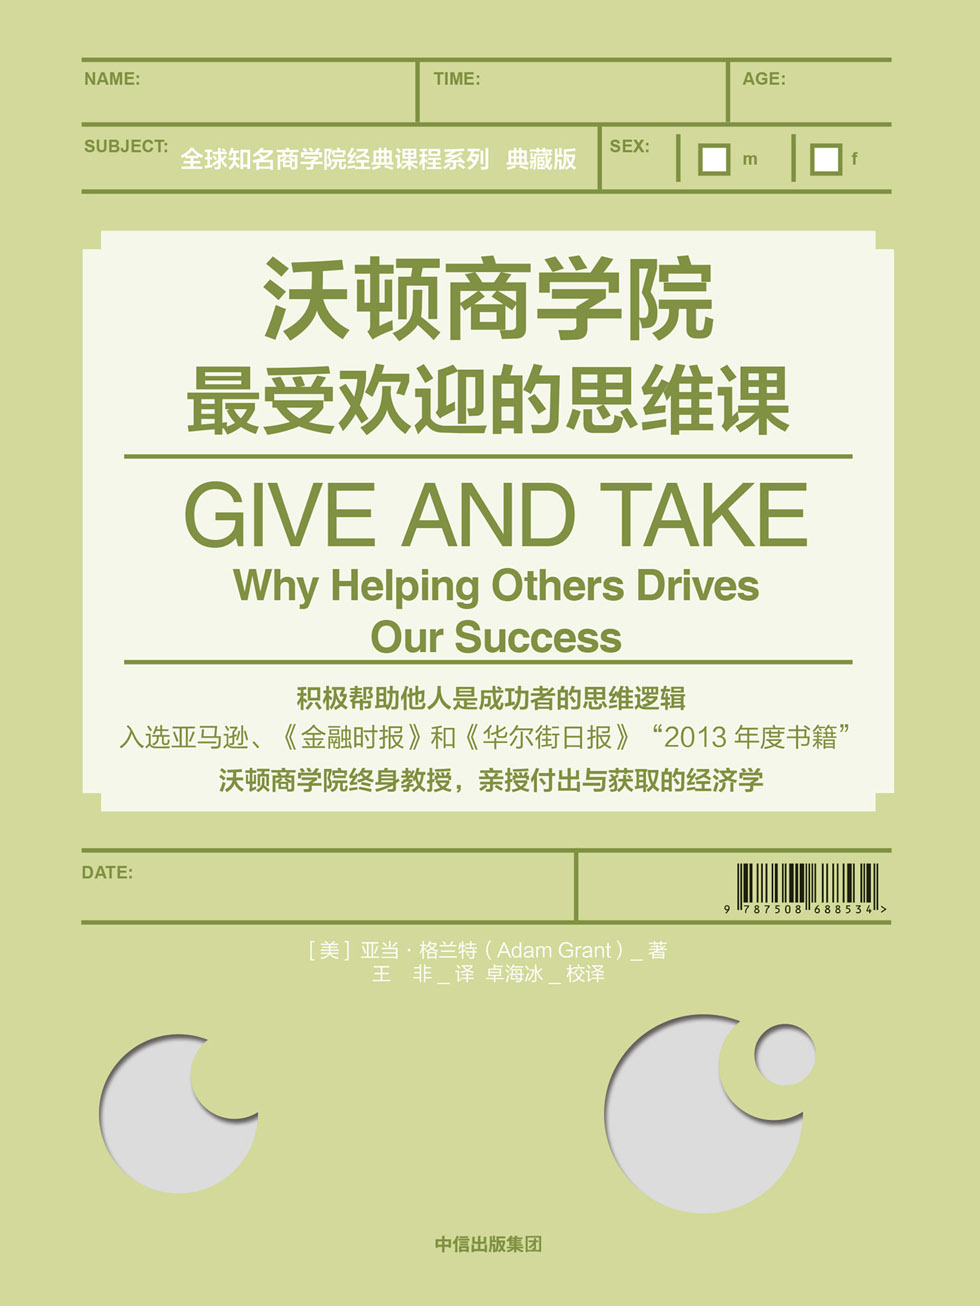 NAME: TIME: AGE:
SUBJECT: 全球知名商学院经典课程系列 典藏版 SEX: m f
沃顿商学院
最受欢迎的思维课
GIVE AND TAKE
Why Helping Others Drives
Our Success
积极帮助他人是成功者的思维逻辑
入选亚马逊、《金融时报》和《华尔街日报》“2013 年度书籍”
沃顿商学院终身教授，亲授付出与获取的经济学
DATE:
9 787508 688534 >
［美］亚当·格兰特（Adam Grant）_ 著
王 非 _ 译 卓海冰 _ 校译
中信出版集团